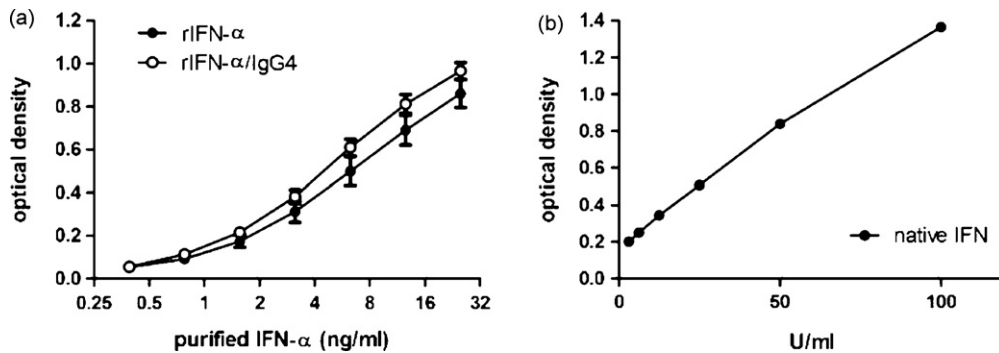 (a)
1.2
1.0
0.8
0.6
0.4
0.2
0.0
optical density
rIFN-α
rIFN-α/IgG4
0.25 0.5 1 2 4 8 16 32
purified IFN-α (ng/ml)
(b)
1.4
1.2
1.0
0.8
0.6
0.4
0.2
0.0
optical density
native IFN
0 50 100
U/ml